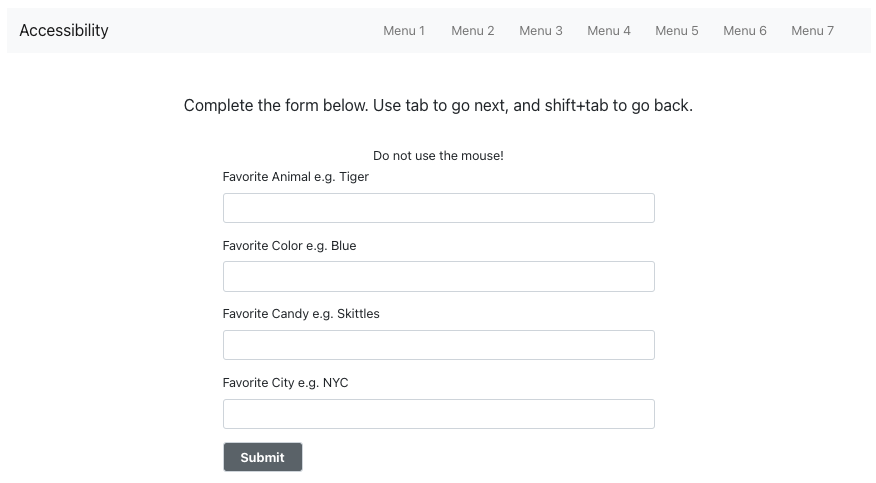 Accessibility
Menu 1 Menu 2 Menu 3 Menu 4 Menu 5 Menu 6 Menu 7
Complete the form below. Use tab to go next, and shift+tab to go back.
Do not use the mouse!
Favorite Animal e.g. Tiger
Favorite Color e.g. Blue
Favorite Candy e.g. Skittles
Favorite City e.g. NYC
Submit